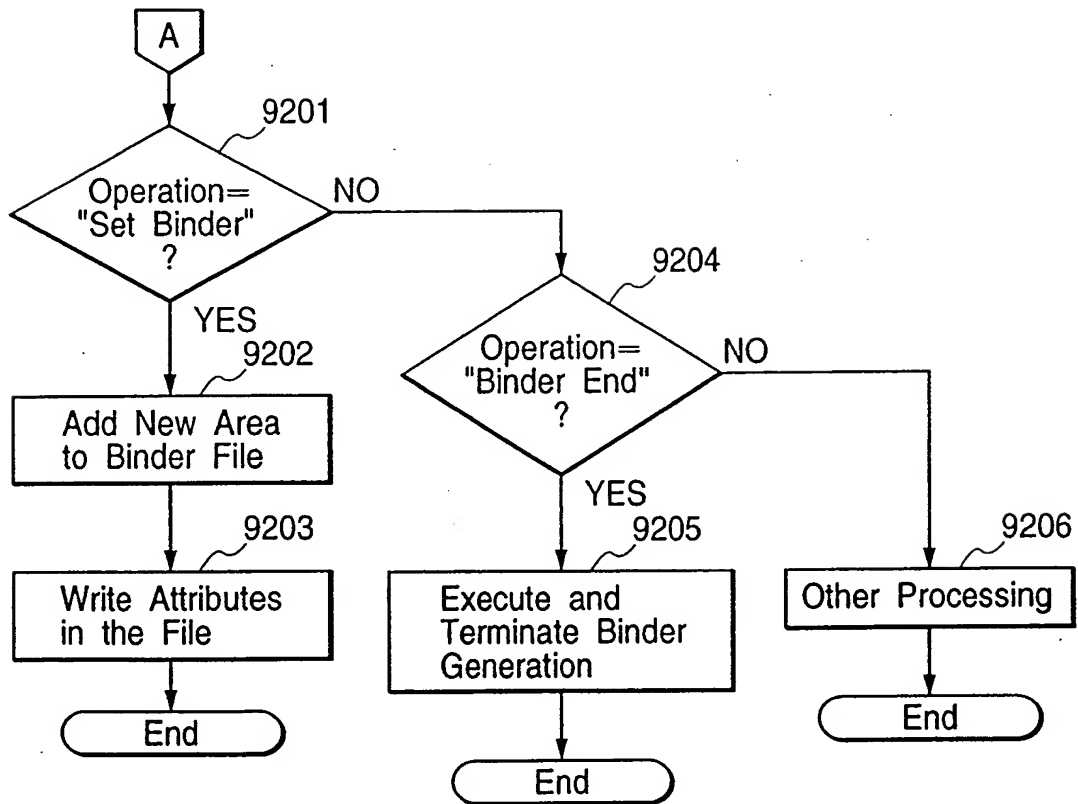 A
9201
Operation=
"Set Binder"
?
NO
YES
9204
Operation=
"Binder End"
?
NO
YES
9202
Add New Area
to Binder File
9203
Write Attributes
in the File
End
9205
Execute and
Terminate Binder
Generation
End
9206
Other Processing
End